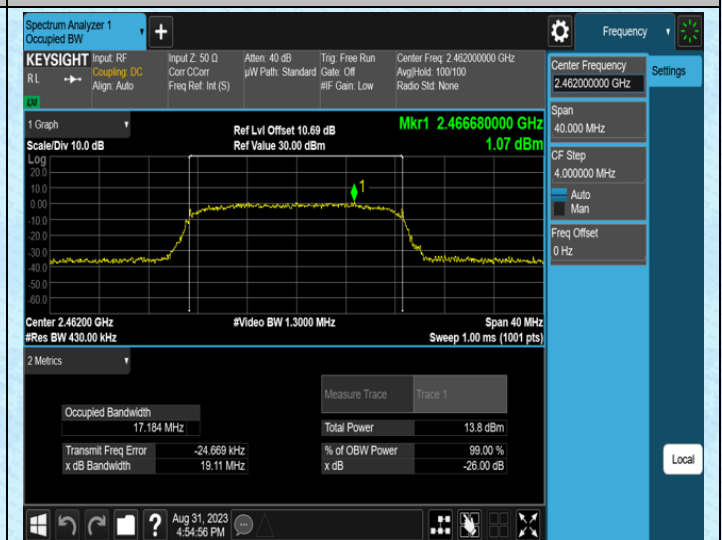 Spectrum Analyzer 1
Occupied BW
Frequency
KEYSIGHT
R L
LXI
Input: RF
Coupling: DC
Align: Auto
Input Z: 50 Ω
Corr CCorr
Freq Ref: Int (S)
Atten: 40 dB
µW Path: Standard
Trig: Free Run
Gate: Off
#IF Gain: Low
Center Freq: 2.462000000 GHz
Avg|Hold: 100/100
Radio Std: None
Center Frequency
2.462000000 GHz
Settings
Span
40.000 MHz
CF Step
4.000000 MHz
Auto
Man
Freq Offset
0 Hz
1 Graph
Scale/Div 10.0 dB
Ref Lvl Offset 10.69 dB
Ref Value 30.00 dBm
Mkr1 2.466680000 GHz
1.07 dBm
Log
20.0
10.0
0.00
-10.0
-20.0
-30.0
-40.0
-50.0
-60.0
1
Center 2.46200 GHz
#Res BW 430.00 kHz
#Video BW 1.3000 MHz
Span 40 MHz
Sweep 1.00 ms (1001 pts)
2 Metrics
Measure Trace
Trace 1
Occupied Bandwidth
17.184 MHz
Total Power
13.8 dBm
Transmit Freq Error
-24.669 kHz
% of OBW Power
99.00 %
x dB Bandwidth
19.11 MHz
x dB
-26.00 dB
Local
?
Aug 31, 2023
4:54:56 PM